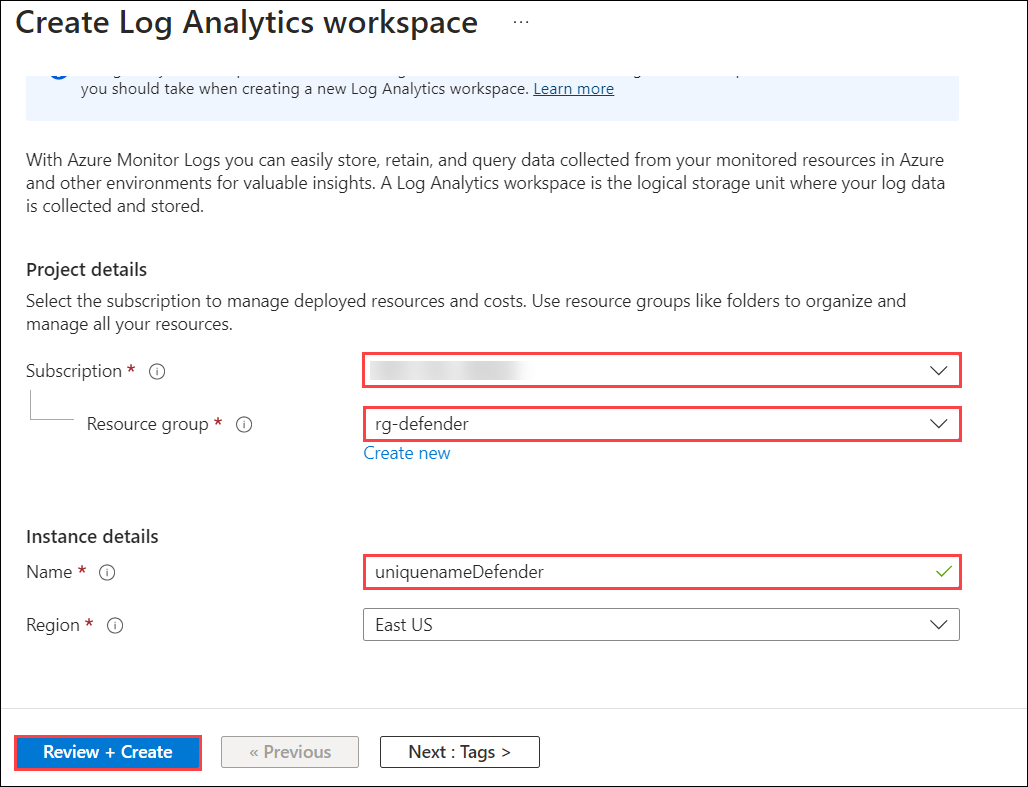 Create Log Analytics workspace ...
you should take when creating a new Log Analytics workspace. Learn more
With Azure Monitor Logs you can easily store, retain, and query data collected from your monitored resources in Azure
and other environments for valuable insights. A Log Analytics workspace is the logical storage unit where your log data
is collected and stored.
Project details
Select the subscription to manage deployed resources and costs. Use resource groups like folders to organize and
manage all your resources.
Subscription *
Resource group *
rg-defender
Create new
Instance details
Name *
uniquenameDefender
Region *
East US
Review + Create
« Previous
Next : Tags >